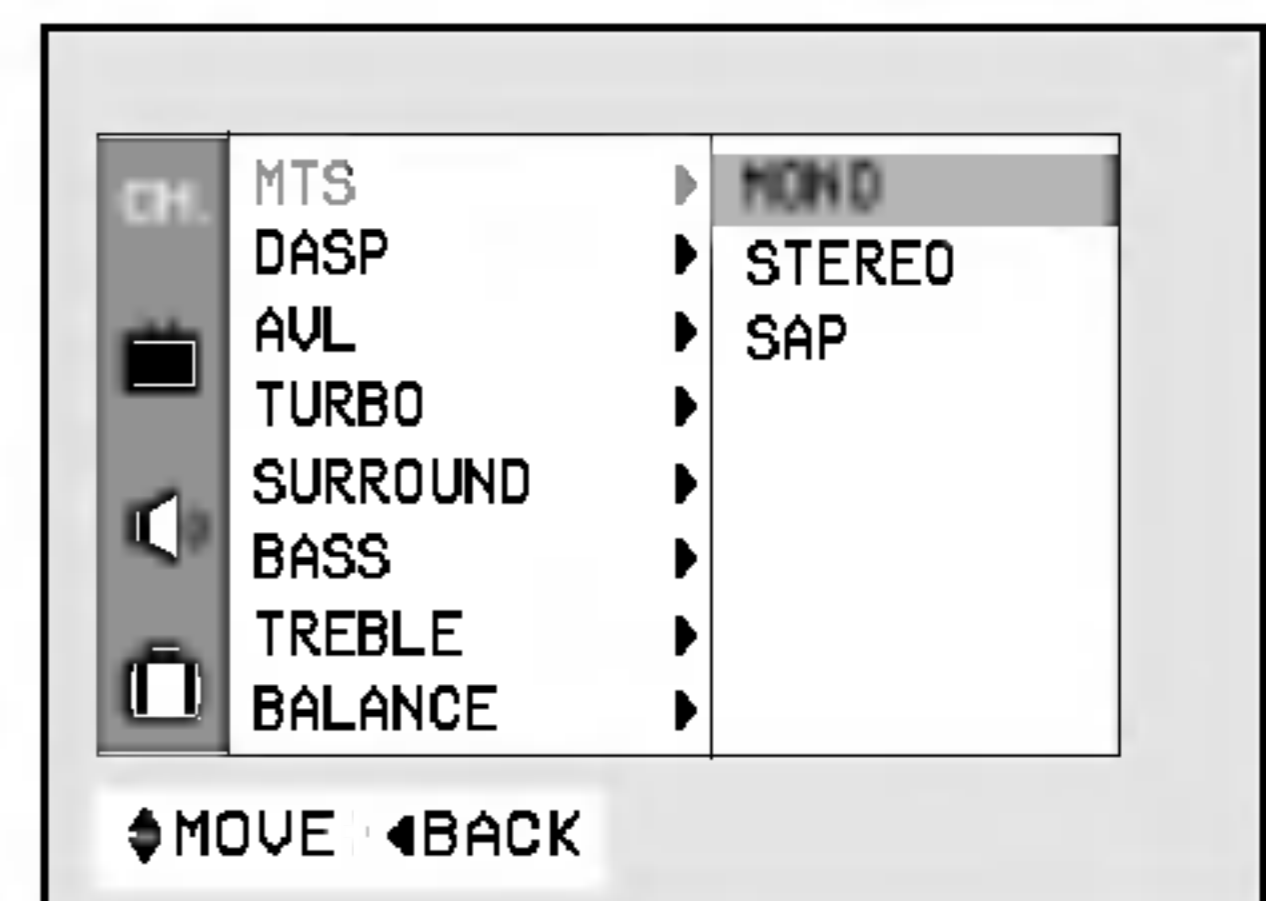 CH.
MTS
DASP
AVL
TURBO
SURROUND
BASS
TREBLE
BALANCE
MONO
STEREO
SAP
MOVE BACK